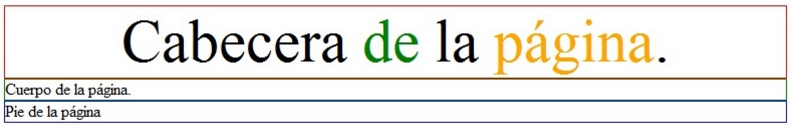 Cabecera de la página.
Cuerpo de la página.
Pie de la página